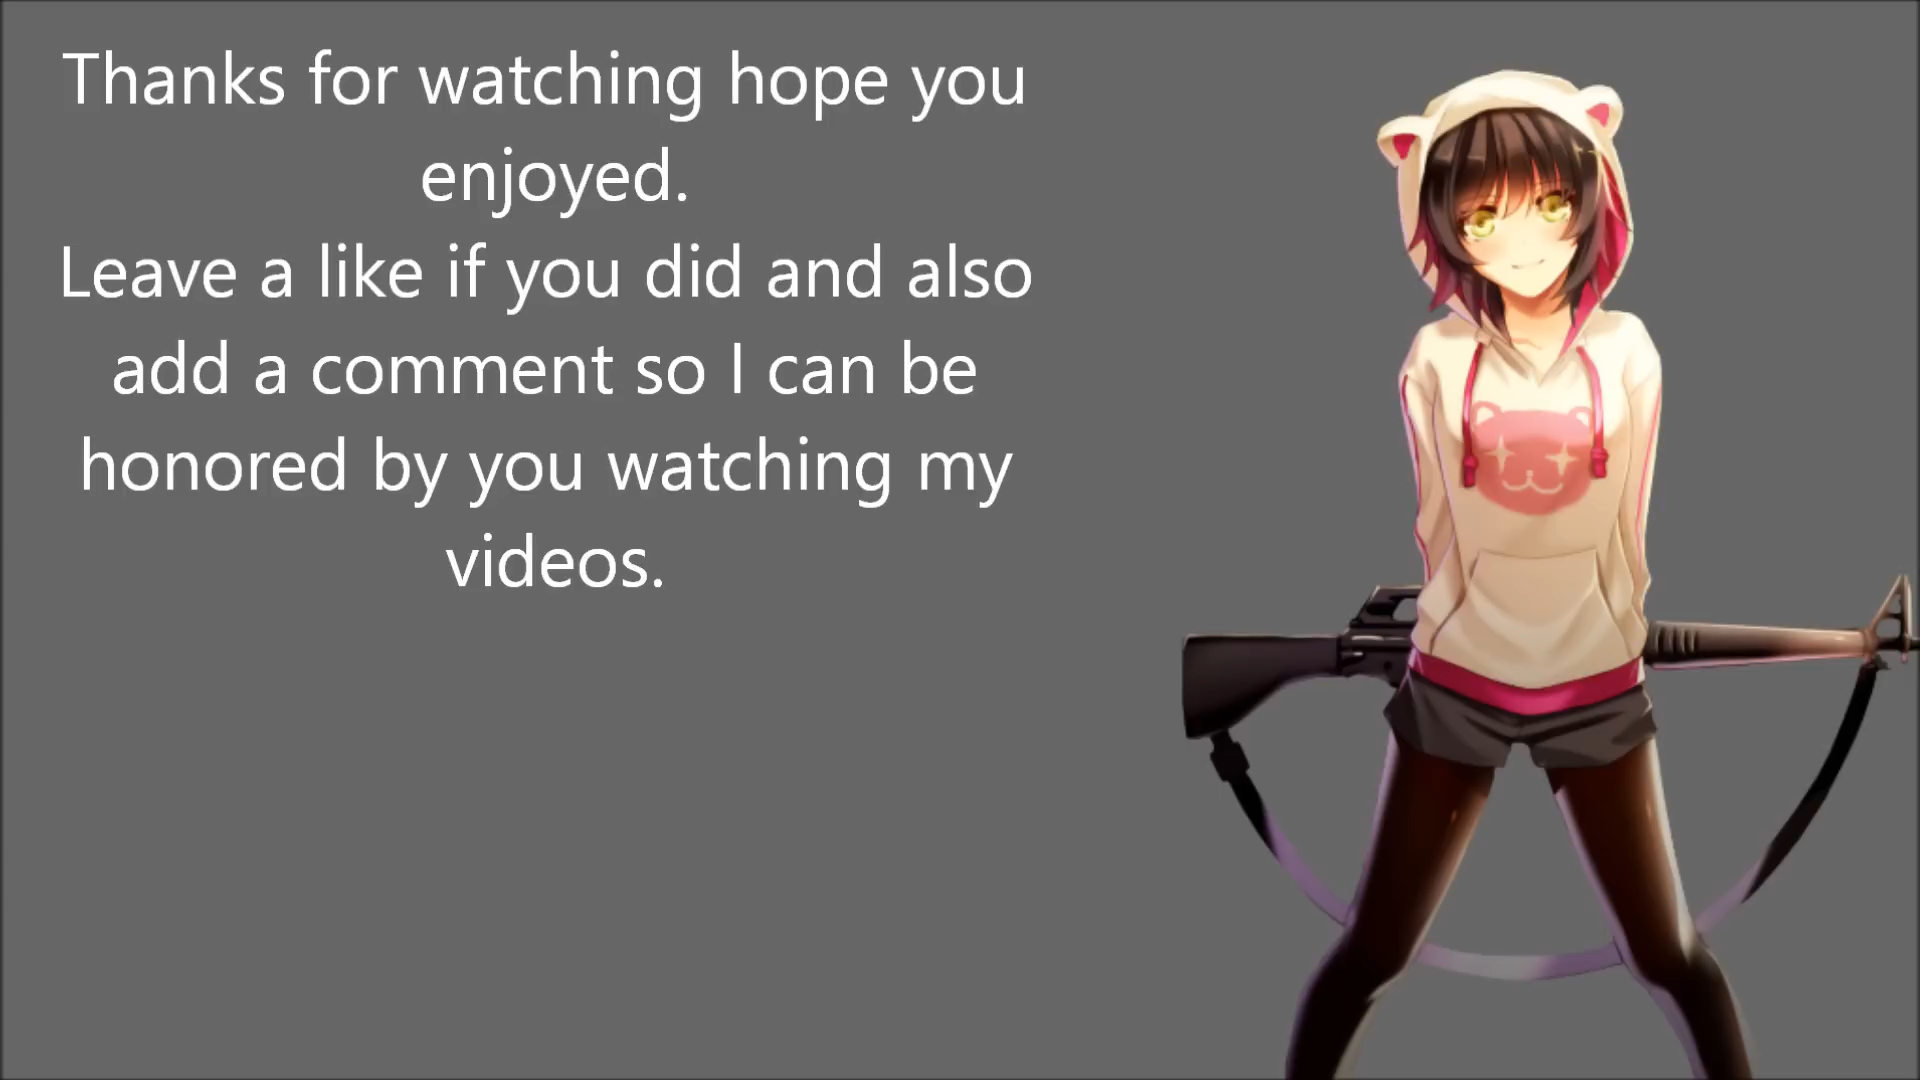 Thanks for watching hope you
enjoyed.
Leave a like if you did and also
add a comment so I can be
honored by you watching my
videos.